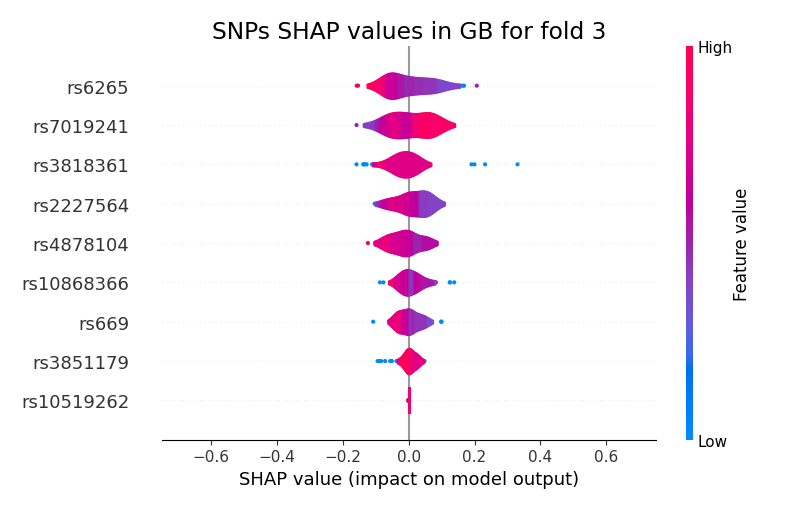 SNPs SHAP values in GB for fold 3
High
rs6265
rs7019241
rs3818361
rs2227564
rs4878104
rs10868366
rs669
rs3851179
rs10519262
Feature value
Low
−0.6 −0.4 −0.2 0.0 0.2 0.4 0.6
SHAP value (impact on model output)